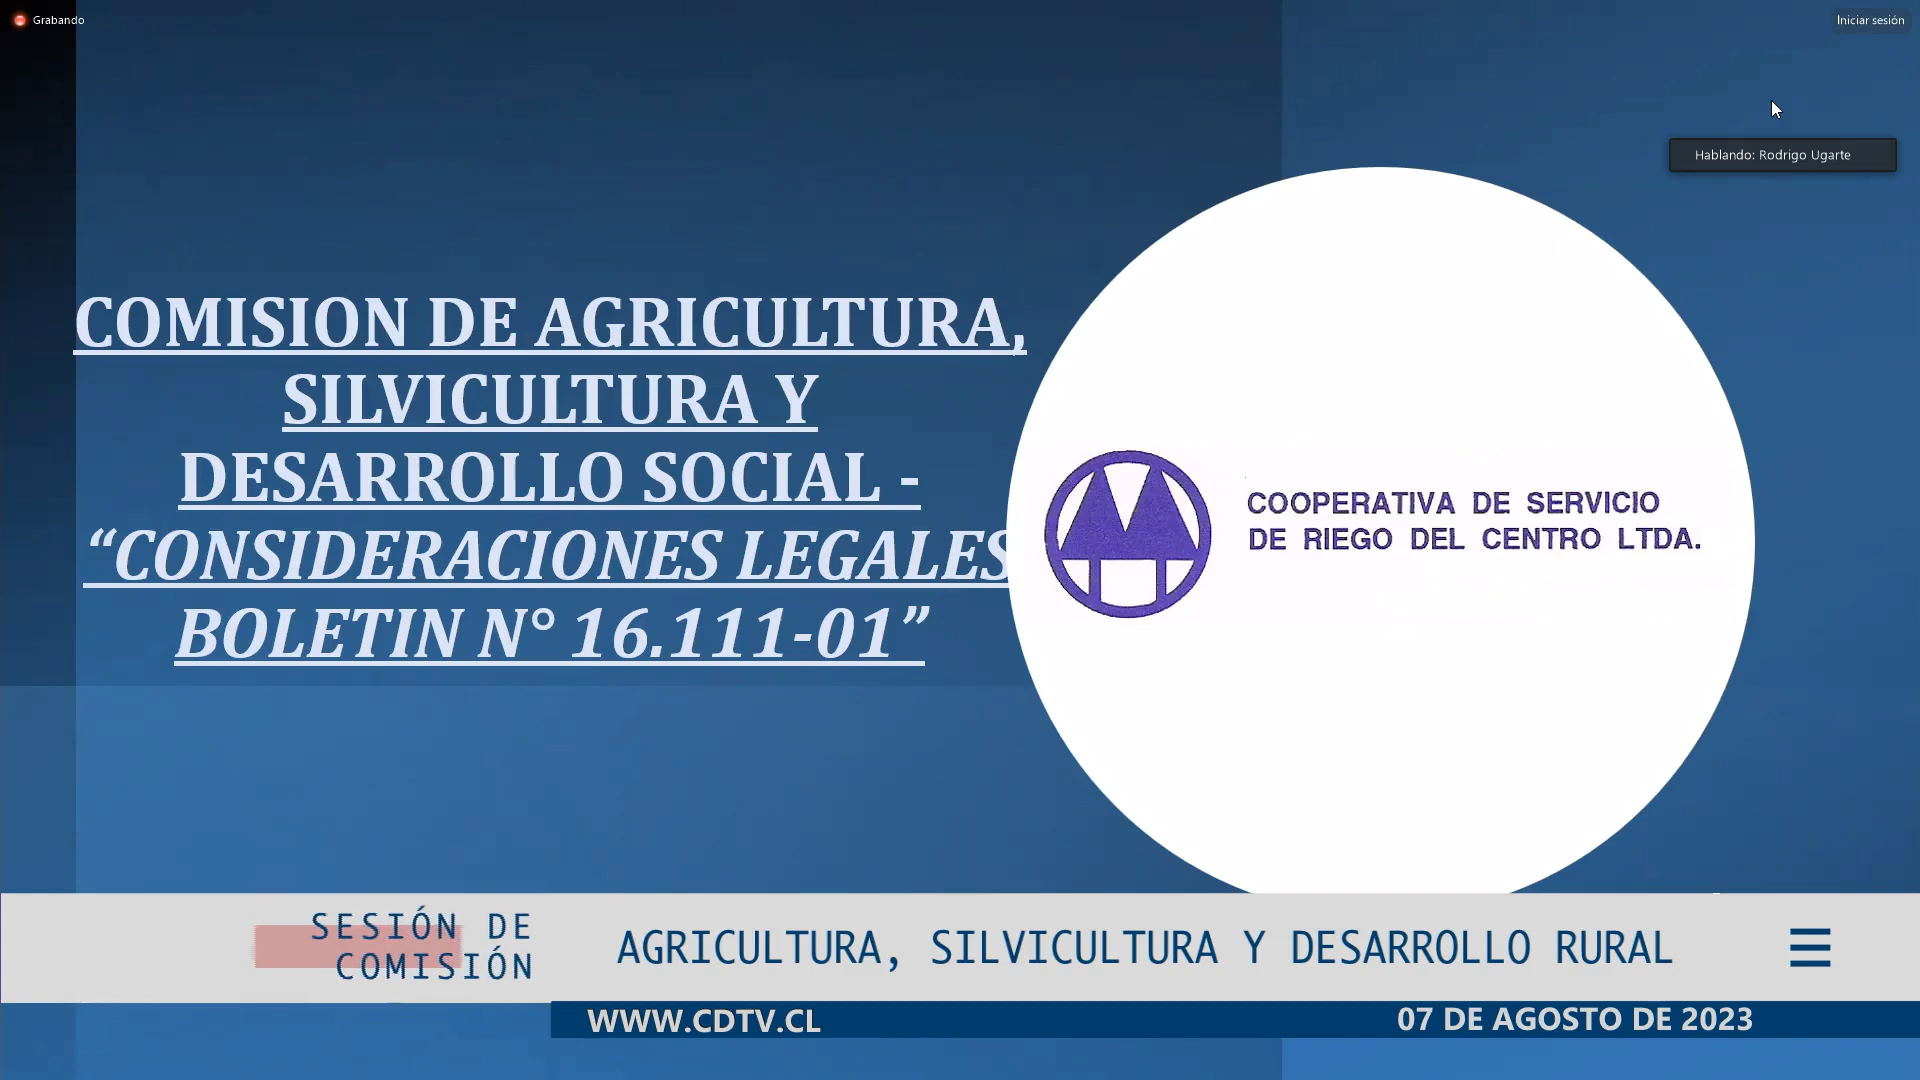 Grabando
Iniciar sesión
Hablando: Rodrigo Ugarte
COMISION DE AGRICULTURA,
SILVICULTURA Y
DESARROLLO SOCIAL -
“CONSIDERACIONES LEGALES
BOLETIN N° 16.111-01”
COOPERATIVA DE SERVICIO
DE RIEGO DEL CENTRO LTDA.
SESIÓN DE
COMISIÓN
AGRICULTURA, SILVICULTURA Y DESARROLLO RURAL
WWW.CDTV.CL
07 DE AGOSTO DE 2023